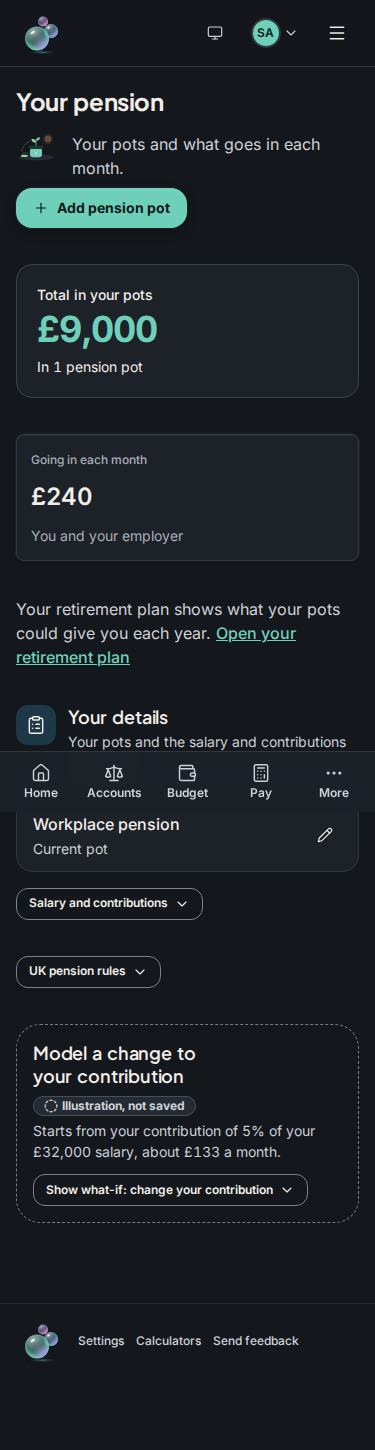 SA
Your pension
Your pots and what goes in each
month.
Add pension pot
Total in your pots
£9,000
In 1 pension pot
Going in each month
£240
You and your employer
Your retirement plan shows what your pots
could give you each year. Open your
retirement plan
Your details
Your pots and the salary and contributions
Home Accounts Budget Pay More
Workplace pension
Current pot
Salary and contributions
UK pension rules
Model a change to
your contribution
Illustration, not saved
Starts from your contribution of 5% of your
£32,000 salary, about £133 a month.
Show what-if: change your contribution
Settings Calculators Send feedback